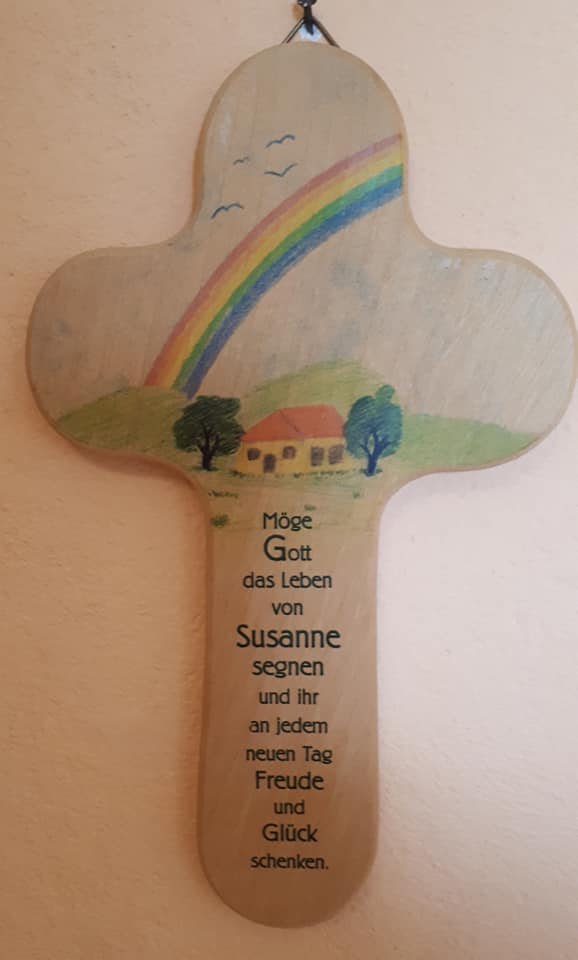 Möge
Gott
das Leben
von
Susanne
segnen
und ihr
an jedem
neuen Tag
Freude
und
Glück
schenken.